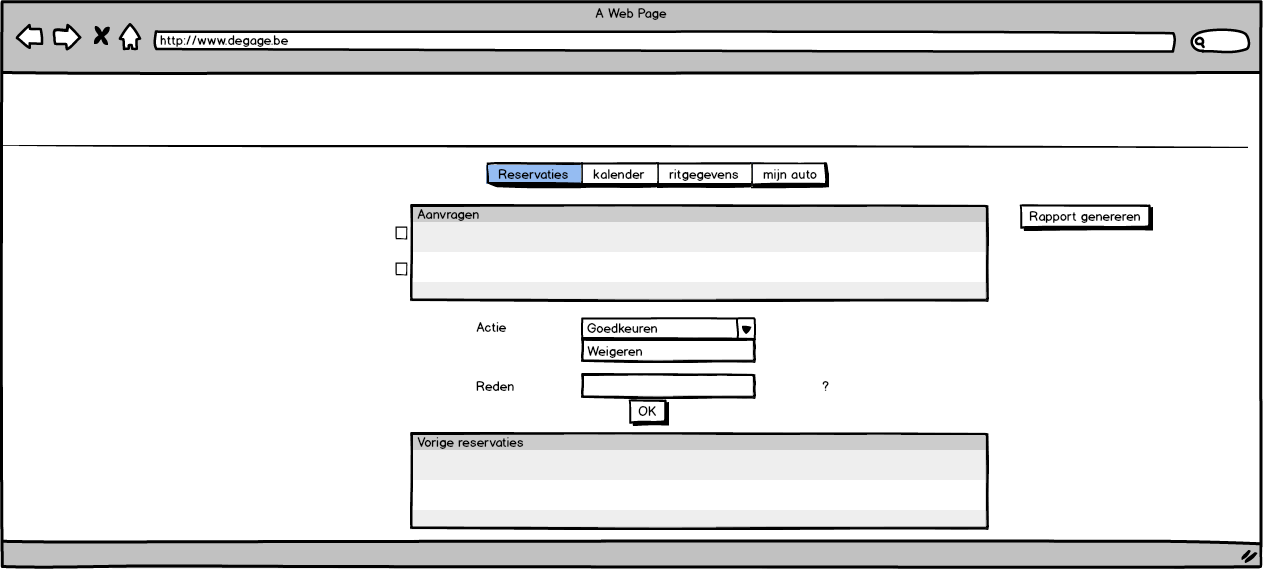 A Web Page
http://www.degage.be
Reservaties kalender ritgegevens mijn auto
Aanvragen
Rapport genereren
Actie
Goedkeuren
Weigeren
Reden
?
OK
Vorige reservaties